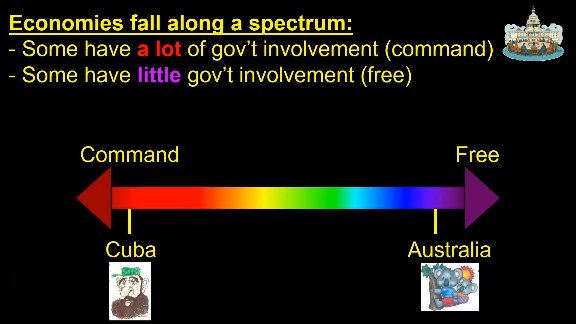 Economies fall along a spectrum:
- Some have a lot of gov't involvement (command)
- Some have little gov't involvement (free)
Command Free
Cuba Australia